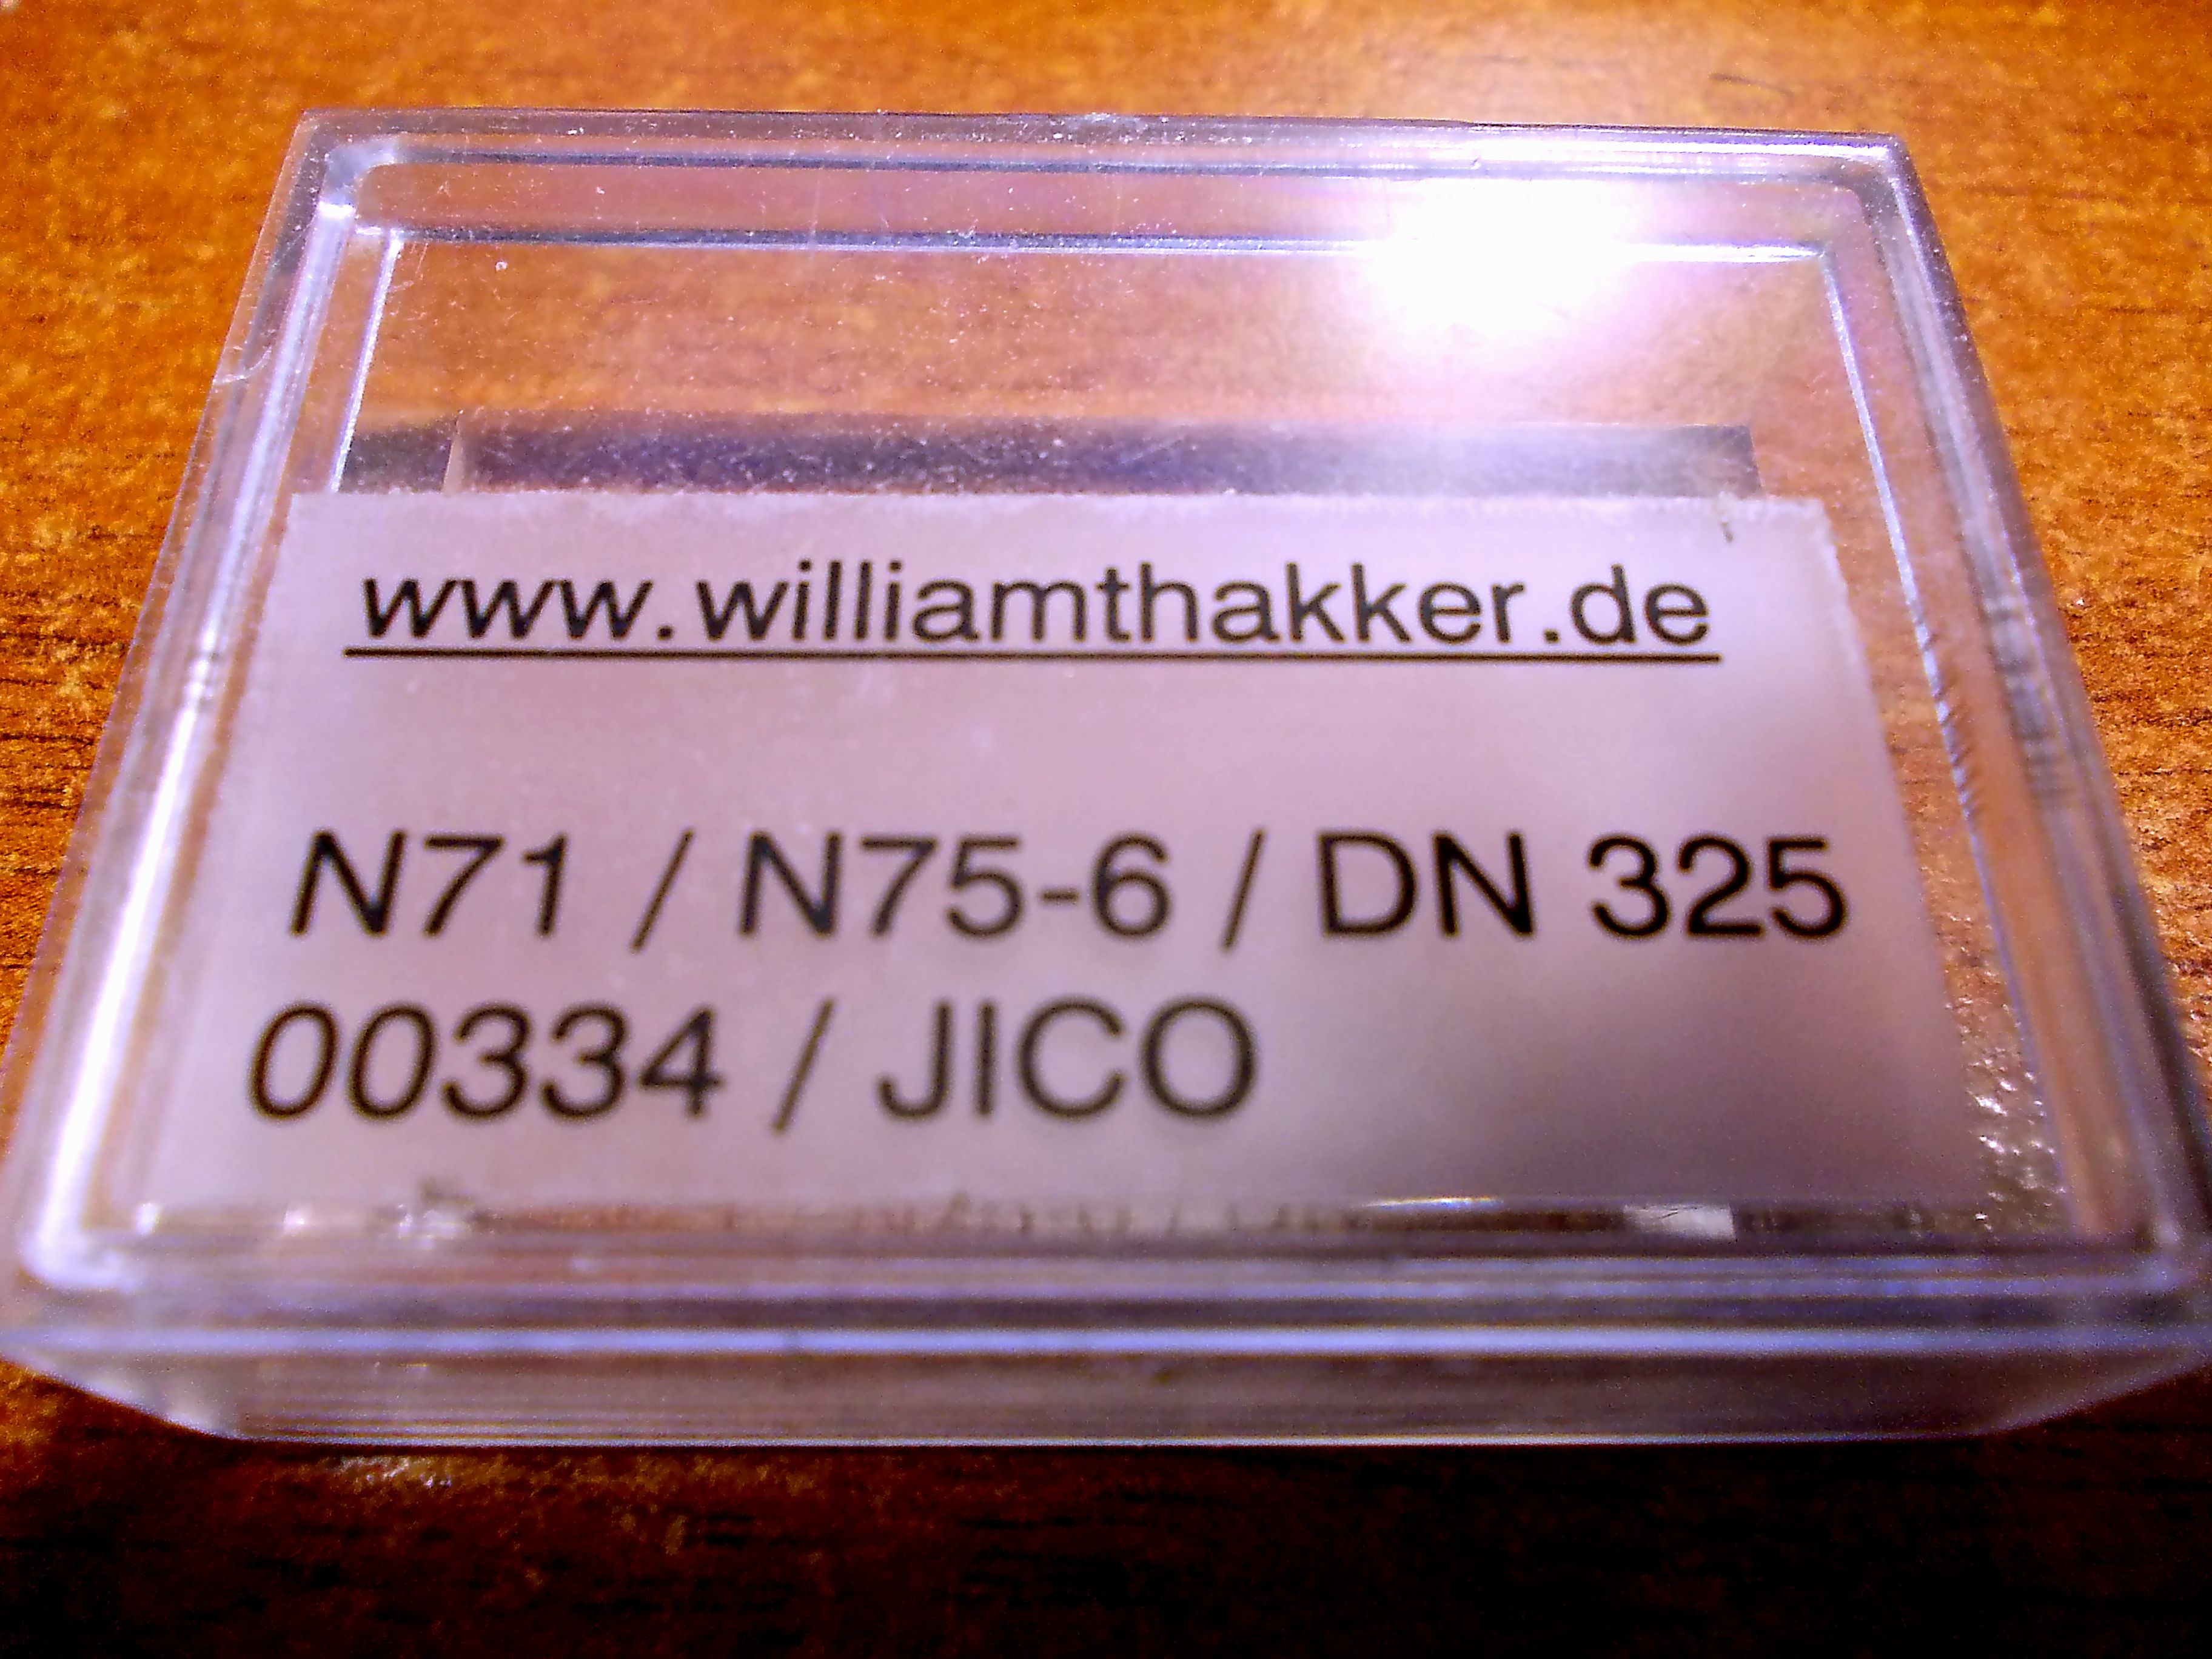 www.williamthakker.de
N71 / N75-6 / DN 325
00334 / JICO